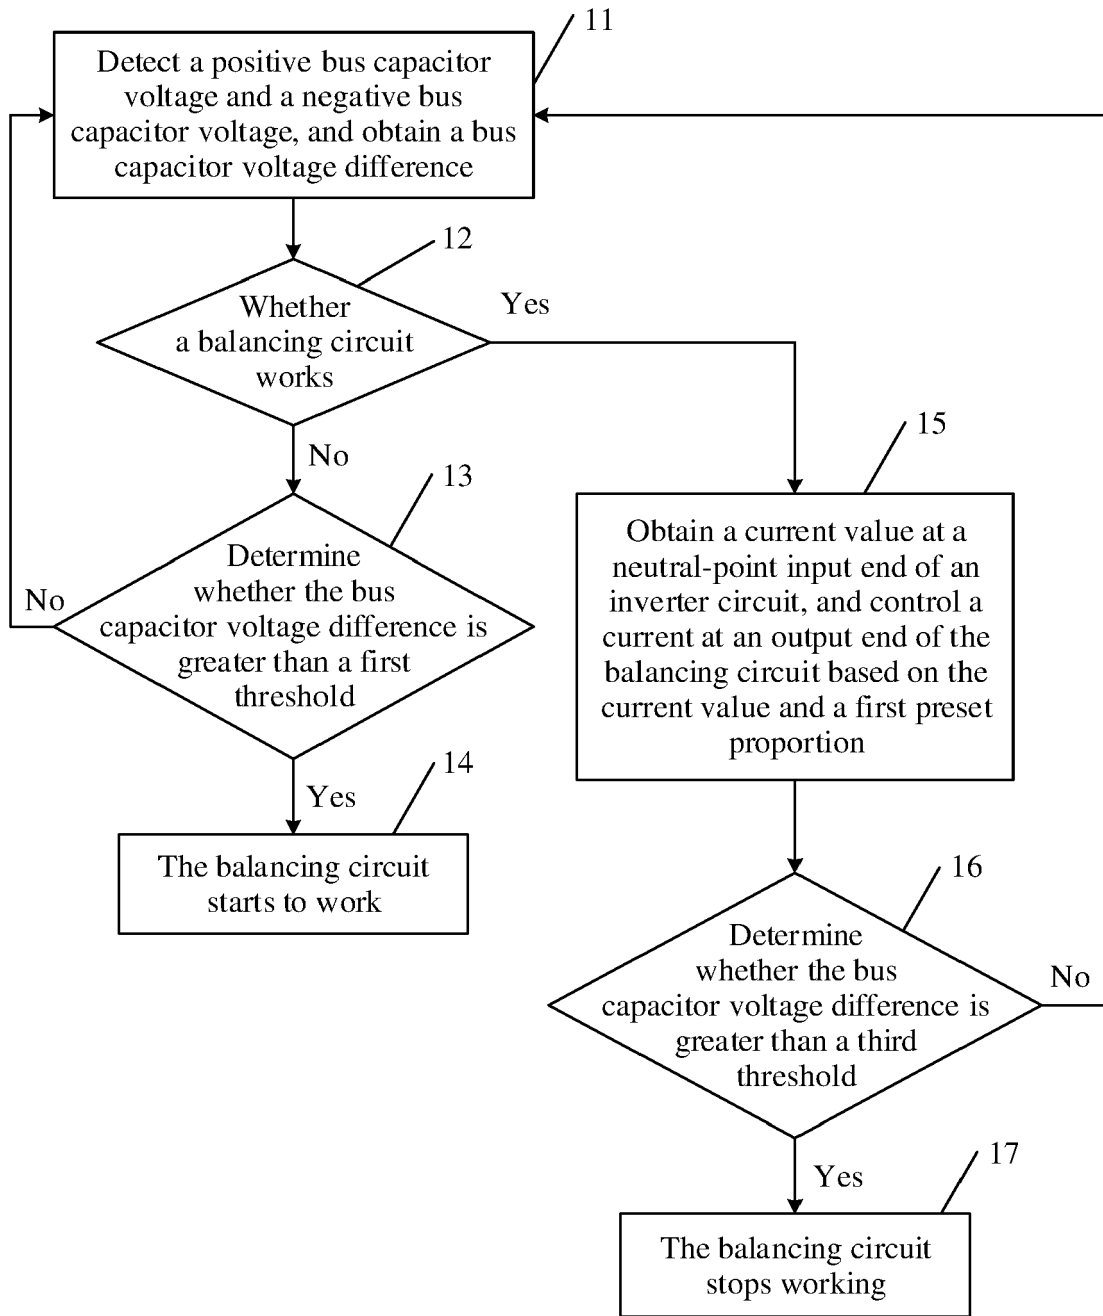 11
Detect a positive bus capacitor
voltage and a negative bus
capacitor voltage, and obtain a bus
capacitor voltage difference
12
Whether
a balancing circuit
works
Yes
No
13
Determine
whether the bus
capacitor voltage difference is
greater than a first
threshold
No
Yes
14
The balancing circuit
starts to work
15
Obtain a current value at a
neutral-point input end of an
inverter circuit, and control a
current at an output end of the
balancing circuit based on the
current value and a first preset
proportion
16
Determine
whether the bus
capacitor voltage difference is
greater than a third
threshold
No
Yes
17
The balancing circuit
stops working